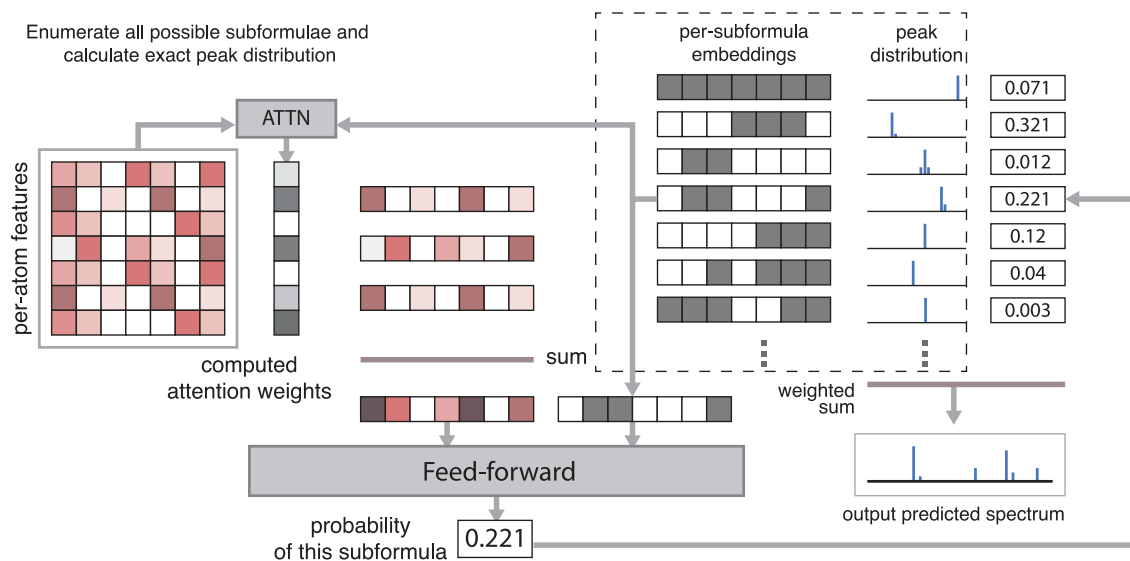 Enumerate all possible subformulae and
calculate exact peak distribution
per-subformula
embeddings
peak
distribution
ATTN
per-atom features
computed
attention weights
sum
0.071
0.321
0.012
0.221
0.12
0.04
0.003
weighted
sum
Feed-forward
output predicted spectrum
probability
of this subformula
0.221